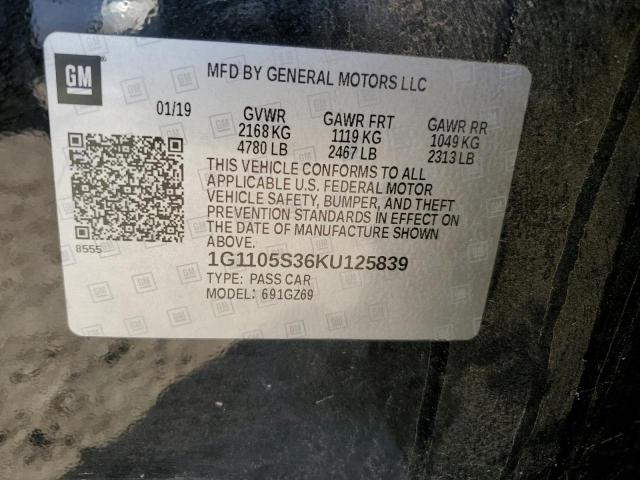 GM
MFD BY GENERAL MOTORS LLC
01/19 GVWR GAWR FRT GAWR RR
2168 KG 1119 KG 1049 KG
4780 LB 2467 LB 2313 LB
THIS VEHICLE CONFORMS TO ALL
APPLICABLE U.S. FEDERAL MOTOR
VEHICLE SAFETY, BUMPER, AND THEFT
PREVENTION STANDARDS IN EFFECT ON
THE DATE OF MANUFACTURE SHOWN
ABOVE.
8555
1G1105S36KU125839
TYPE: PASS CAR
MODEL: 691GZ69